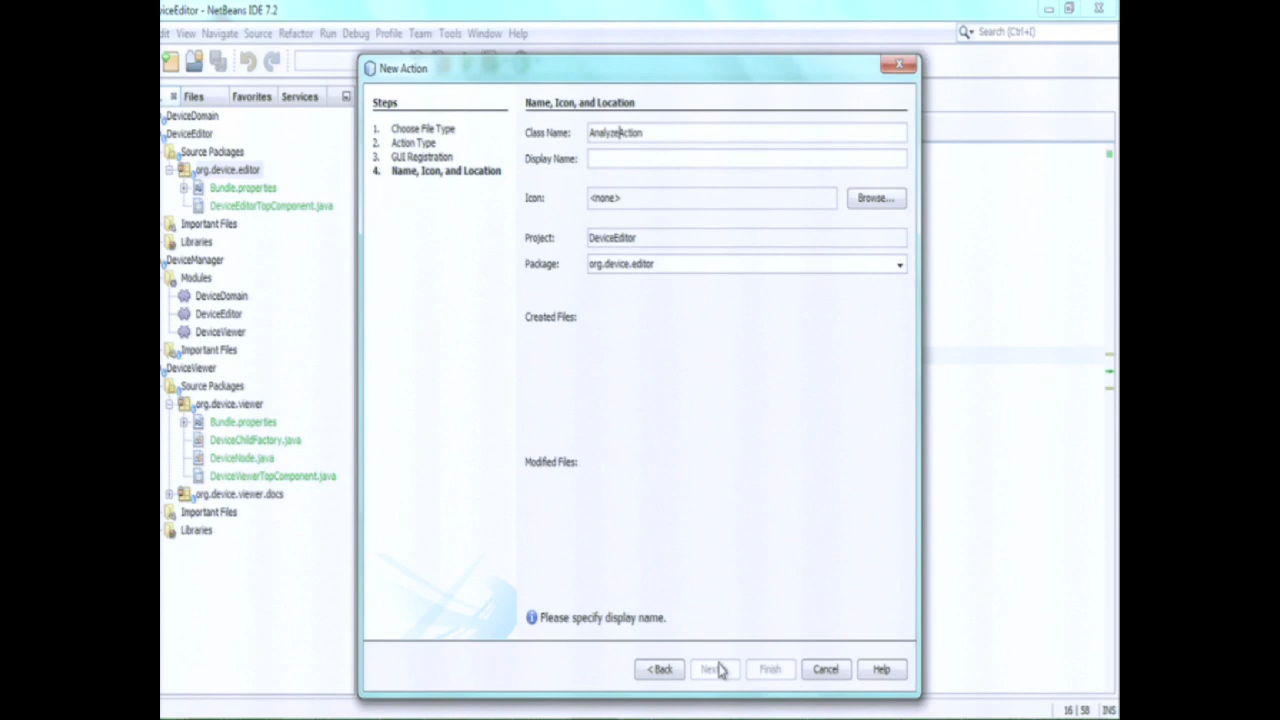 viceEditor - NetBeans IDE 7.2
dit View Navigate Source Refactor Run Debug Profile Team Tools Window Help
Search (Ctrl+I)
Files Favorites Services
DeviceDomain
DeviceEditor
Source Packages
org.device.editor
Bundle.properties
DeviceEditorTopComponent.java
Important Files
Libraries
DeviceManager
Modules
DeviceDomain
DeviceEditor
DeviceViewer
Important Files
DeviceViewer
Source Packages
org.device.viewer
Bundle.properties
DeviceChildFactory.java
DeviceNode.java
DeviceViewerTopComponent.java
org.device.viewer.docs
Important Files
Libraries
New Action
Steps
1. Choose File Type
2. Action Type
3. GUI Registration
4. Name, Icon, and Location
Name, Icon, and Location
Class Name: AnalyzeAction
Display Name:
Icon: <none> Browse...
Project: DeviceEditor
Package: org.device.editor
Created Files:
Modified Files:
Please specify display name.
< Back Next Finish Cancel Help
16 | 58 INS